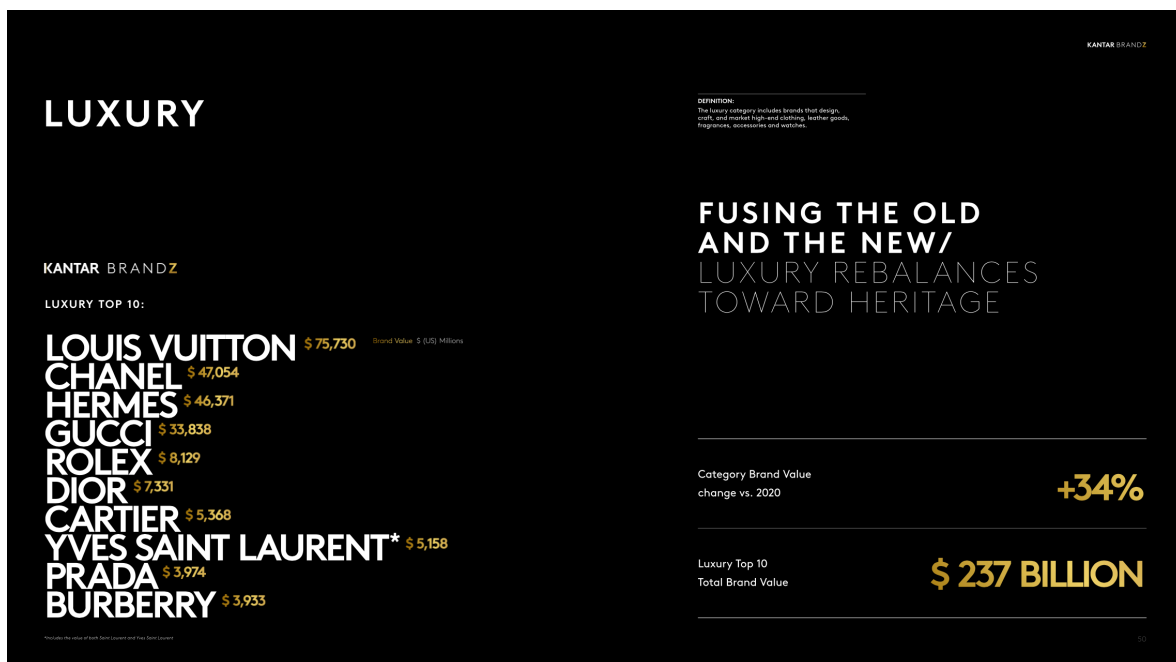 LUXURY
KANTAR BRANDZ
LUXURY TOP 10:
LOUIS VUITTON $ 75,730 Brand Value $ (US) Millions
CHANEL $ 47,054
HERMES $ 46,371
GUCCI $ 33,838
ROLEX $ 8,129
DIOR $ 7,331
CARTIER $ 5,368
YVES SAINT LAURENT* $ 5,158
PRADA $ 3,974
BURBERRY $ 3,933
*Includes the value of both Saint Laurent and Yves Saint Laurent
KANTAR BRANDZ
DEFINITION:
The luxury category includes brands that design,
craft, and market high-end clothing, leather goods,
fragrances, accessories and watches.
FUSING THE OLD
AND THE NEW/
LUXURY REBALANCES
TOWARD HERITAGE
Category Brand Value
change vs. 2020
+34%
Luxury Top 10
Total Brand Value
$ 237 BILLION